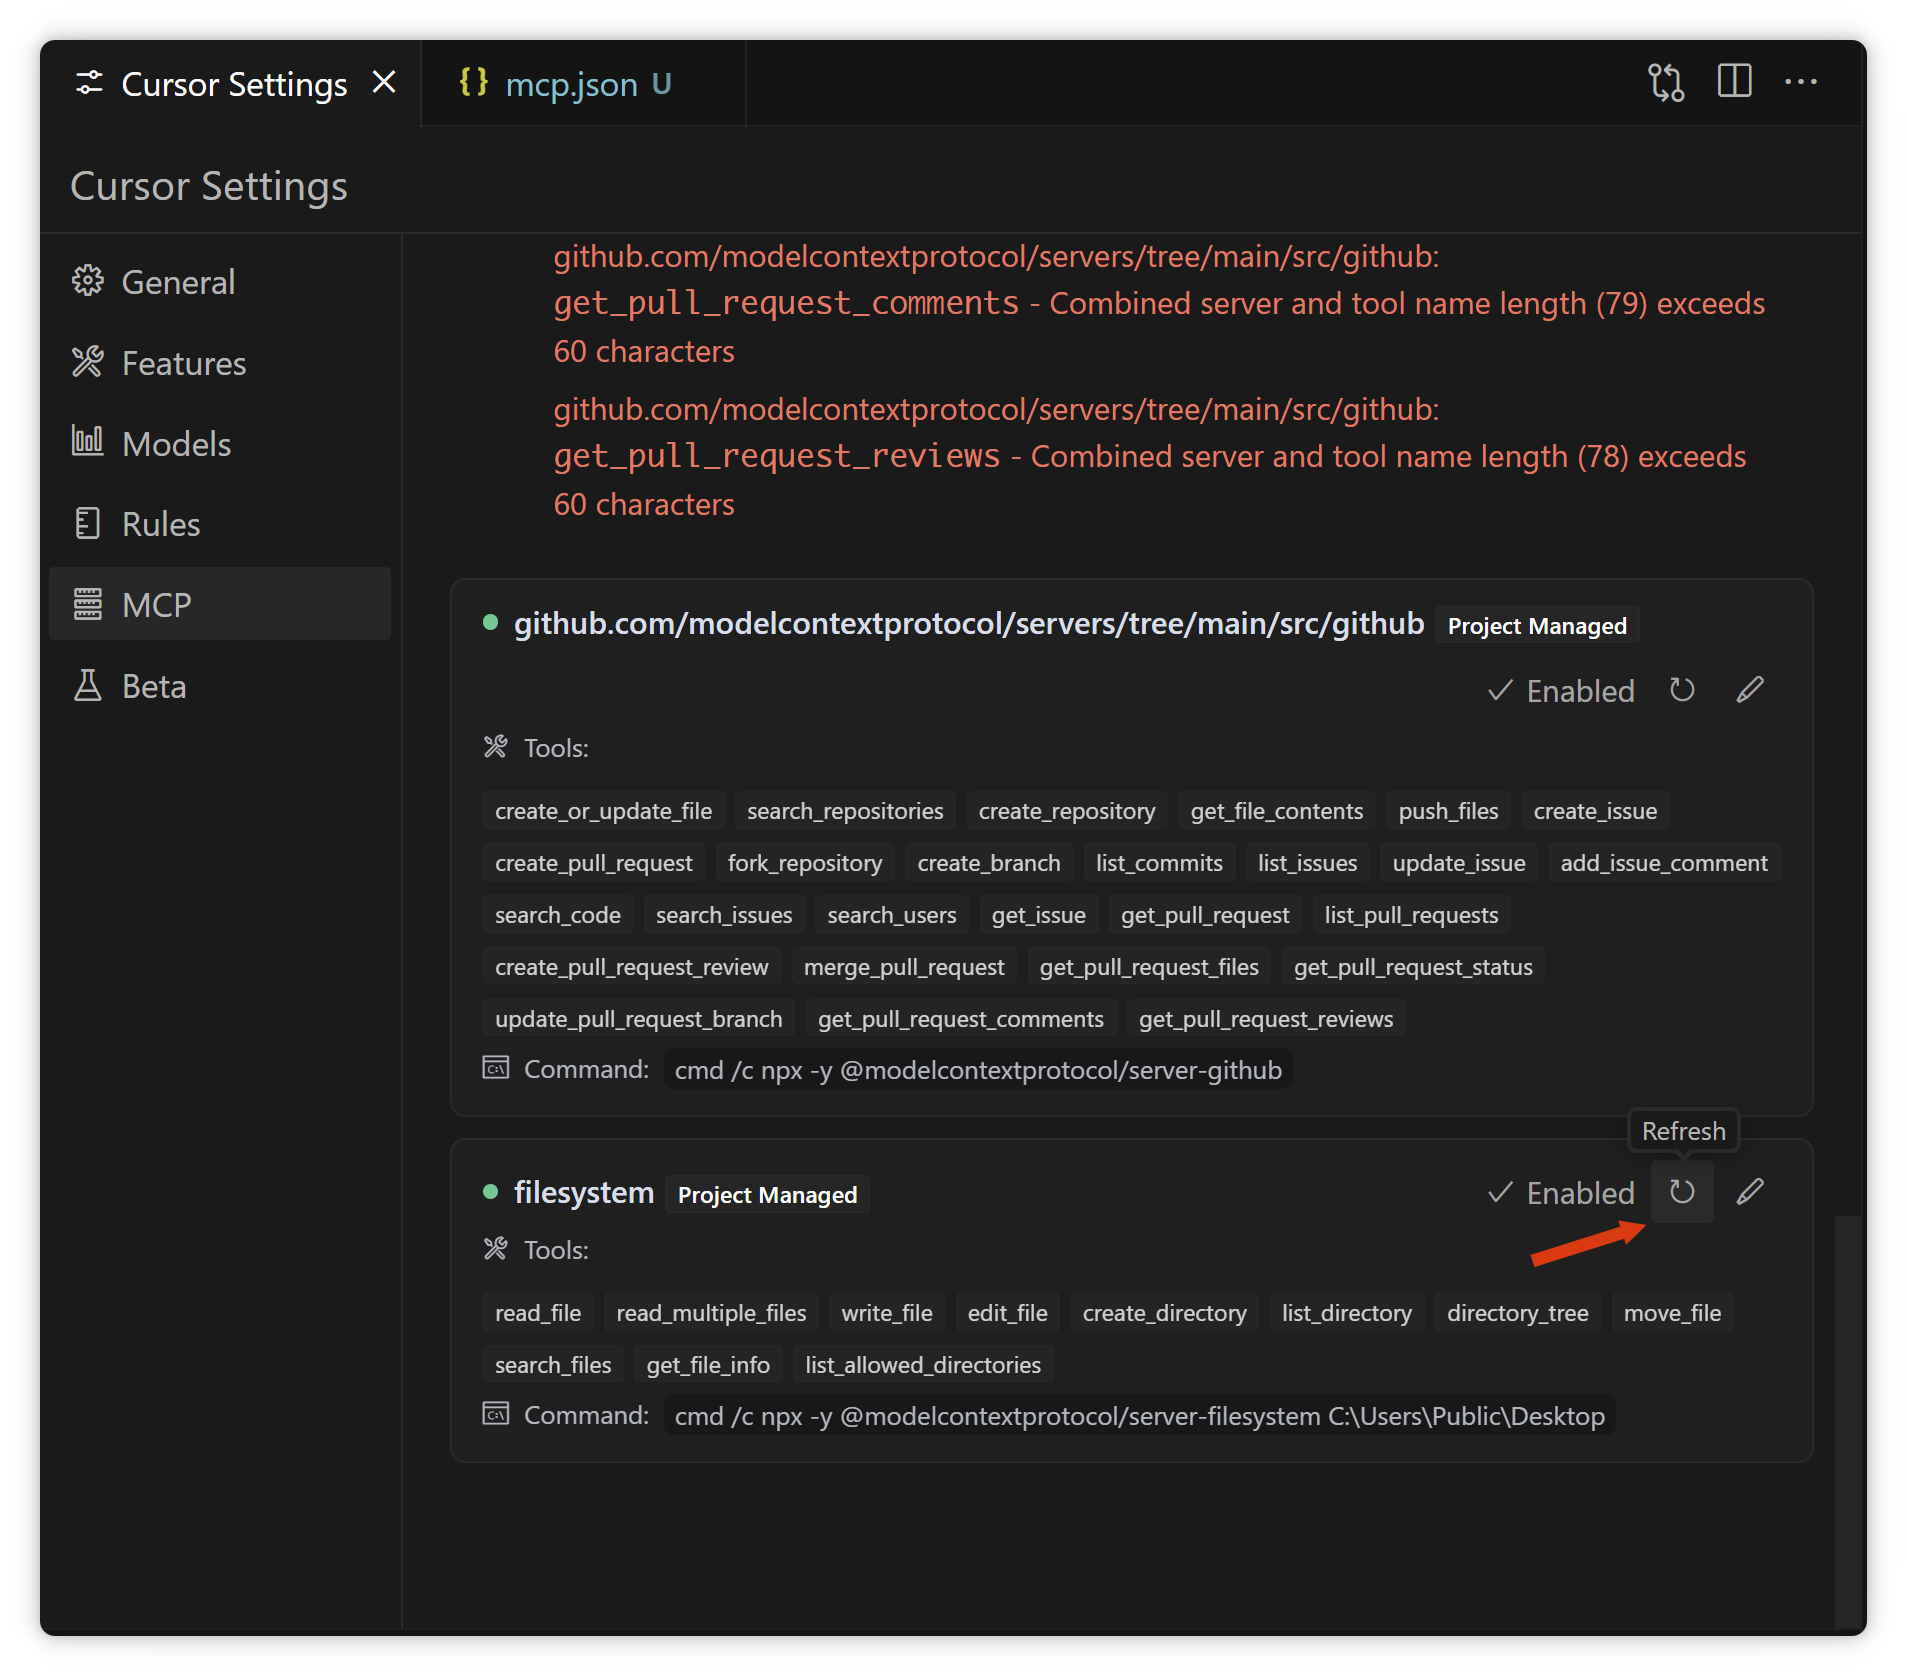 Cursor Settings
{} mcp.json U
Cursor Settings
General
Features
Models
Rules
MCP
Beta
github.com/modelcontextprotocol/servers/tree/main/src/github:
get_pull_request_comments - Combined server and tool name length (79) exceeds
60 characters
github.com/modelcontextprotocol/servers/tree/main/src/github:
get_pull_request_reviews - Combined server and tool name length (78) exceeds
60 characters
github.com/modelcontextprotocol/servers/tree/main/src/github Project Managed
Enabled
Tools:
create_or_update_file search_repositories create_repository get_file_contents push_files create_issue
create_pull_request fork_repository create_branch list_commits list_issues update_issue add_issue_comment
search_code search_issues search_users get_issue get_pull_request list_pull_requests
create_pull_request_review merge_pull_request get_pull_request_files get_pull_request_status
update_pull_request_branch get_pull_request_comments get_pull_request_reviews
Command: cmd /c npx -y @modelcontextprotocol/server-github
Refresh
filesystem Project Managed Enabled
Tools:
read_file read_multiple_files write_file edit_file create_directory list_directory directory_tree move_file
search_files get_file_info list_allowed_directories
Command: cmd /c npx -y @modelcontextprotocol/server-filesystem C:\Users\Public\Desktop